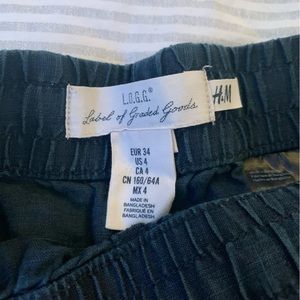 L.O.G.G.®
Label of Graded Goods
H&M
EUR 34
US 4
CA 4
CN 160/64A
MX 4
MADE IN
BANGLADESH
FABRIQUÉ EN
BANGLADESH